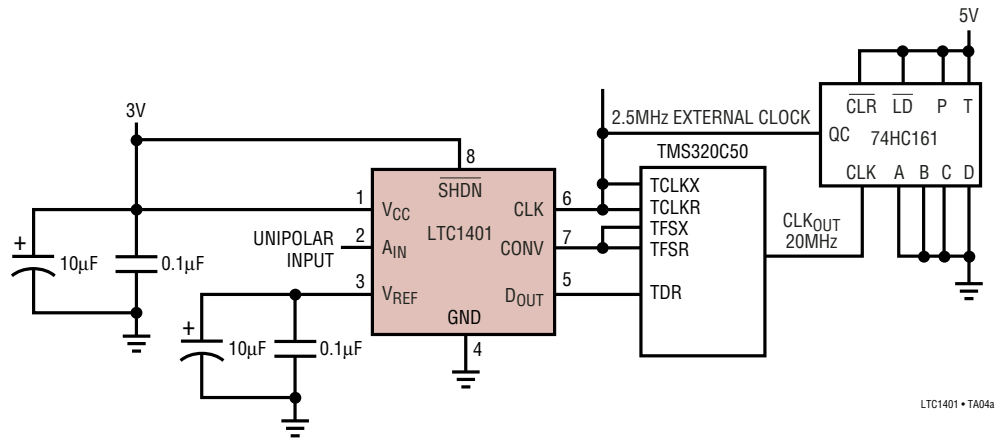 5V
CLR LD P T
2.5MHz EXTERNAL CLOCK
QC 74HC161
3V
TMS320C50
8
SHDN
CLK A B C D
TCLKX
1
VCC
CLK
6
TCLKR
UNIPOLAR
INPUT
2
AIN
LTC1401
CONV
7
TFSX
TFSR
CLKOUT
20MHz
+
10µF
0.1µF
3
VREF
DOUT
5
TDR
GND
4
+
10µF
0.1µF
LTC1401 • TA04a